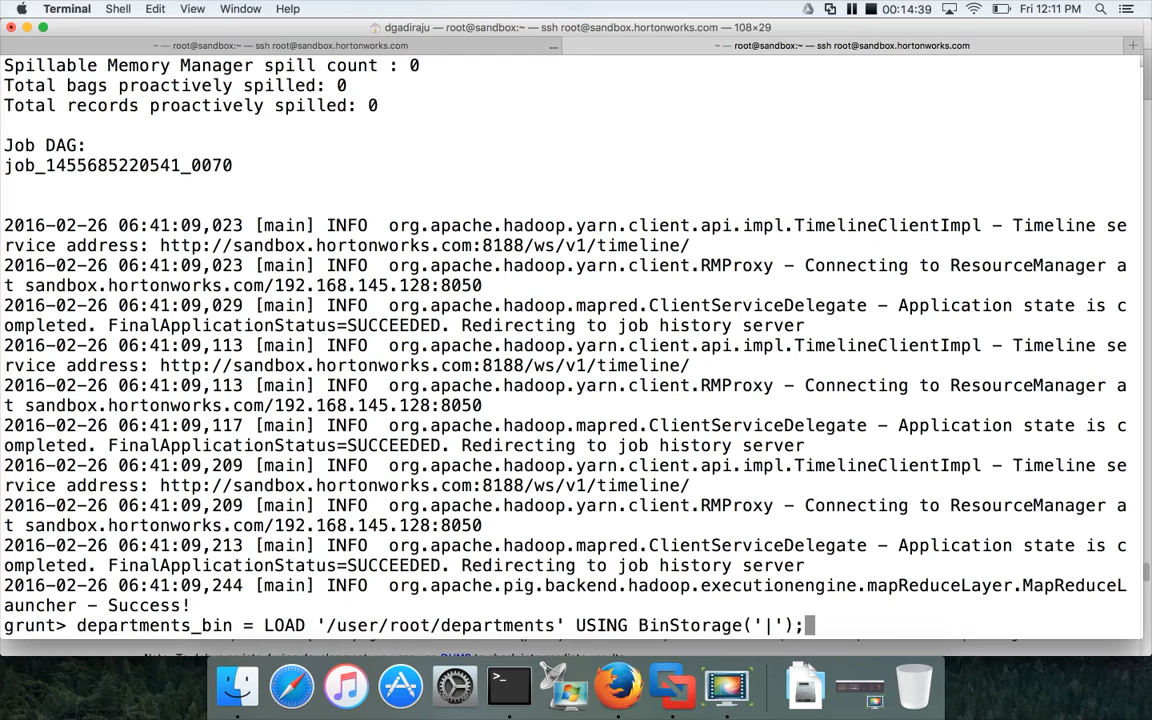 Terminal Shell Edit View Window Help 00:14:39 Fri 12:11 PM
dgadiraju — root@sandbox:~ — ssh root@sandbox.hortonworks.com — 108×29
~ — root@sandbox:~ — ssh root@sandbox.hortonworks.com ... ~ — root@sandbox:~ — ssh root@sandbox.hortonworks.com +
Spillable Memory Manager spill count : 0
Total bags proactively spilled: 0
Total records proactively spilled: 0
Job DAG:
job_1455685220541_0070
2016-02-26 06:41:09,023 [main] INFO  org.apache.hadoop.yarn.client.api.impl.TimelineClientImpl - Timeline se
rvice address: http://sandbox.hortonworks.com:8188/ws/v1/timeline/
2016-02-26 06:41:09,023 [main] INFO  org.apache.hadoop.yarn.client.RMProxy - Connecting to ResourceManager a
t sandbox.hortonworks.com/192.168.145.128:8050
2016-02-26 06:41:09,029 [main] INFO  org.apache.hadoop.mapred.ClientServiceDelegate - Application state is c
ompleted. FinalApplicationStatus=SUCCEEDED. Redirecting to job history server
2016-02-26 06:41:09,113 [main] INFO  org.apache.hadoop.yarn.client.api.impl.TimelineClientImpl - Timeline se
rvice address: http://sandbox.hortonworks.com:8188/ws/v1/timeline/
2016-02-26 06:41:09,113 [main] INFO  org.apache.hadoop.yarn.client.RMProxy - Connecting to ResourceManager a
t sandbox.hortonworks.com/192.168.145.128:8050
2016-02-26 06:41:09,117 [main] INFO  org.apache.hadoop.mapred.ClientServiceDelegate - Application state is c
ompleted. FinalApplicationStatus=SUCCEEDED. Redirecting to job history server
2016-02-26 06:41:09,209 [main] INFO  org.apache.hadoop.yarn.client.api.impl.TimelineClientImpl - Timeline se
rvice address: http://sandbox.hortonworks.com:8188/ws/v1/timeline/
2016-02-26 06:41:09,209 [main] INFO  org.apache.hadoop.yarn.client.RMProxy - Connecting to ResourceManager a
t sandbox.hortonworks.com/192.168.145.128:8050
2016-02-26 06:41:09,213 [main] INFO  org.apache.hadoop.mapred.ClientServiceDelegate - Application state is c
ompleted. FinalApplicationStatus=SUCCEEDED. Redirecting to job history server
2016-02-26 06:41:09,244 [main] INFO  org.apache.pig.backend.hadoop.executionengine.mapReduceLayer.MapReduceL
auncher - Success!
grunt> departments_bin = LOAD '/user/root/departments' USING BinStorage('|');